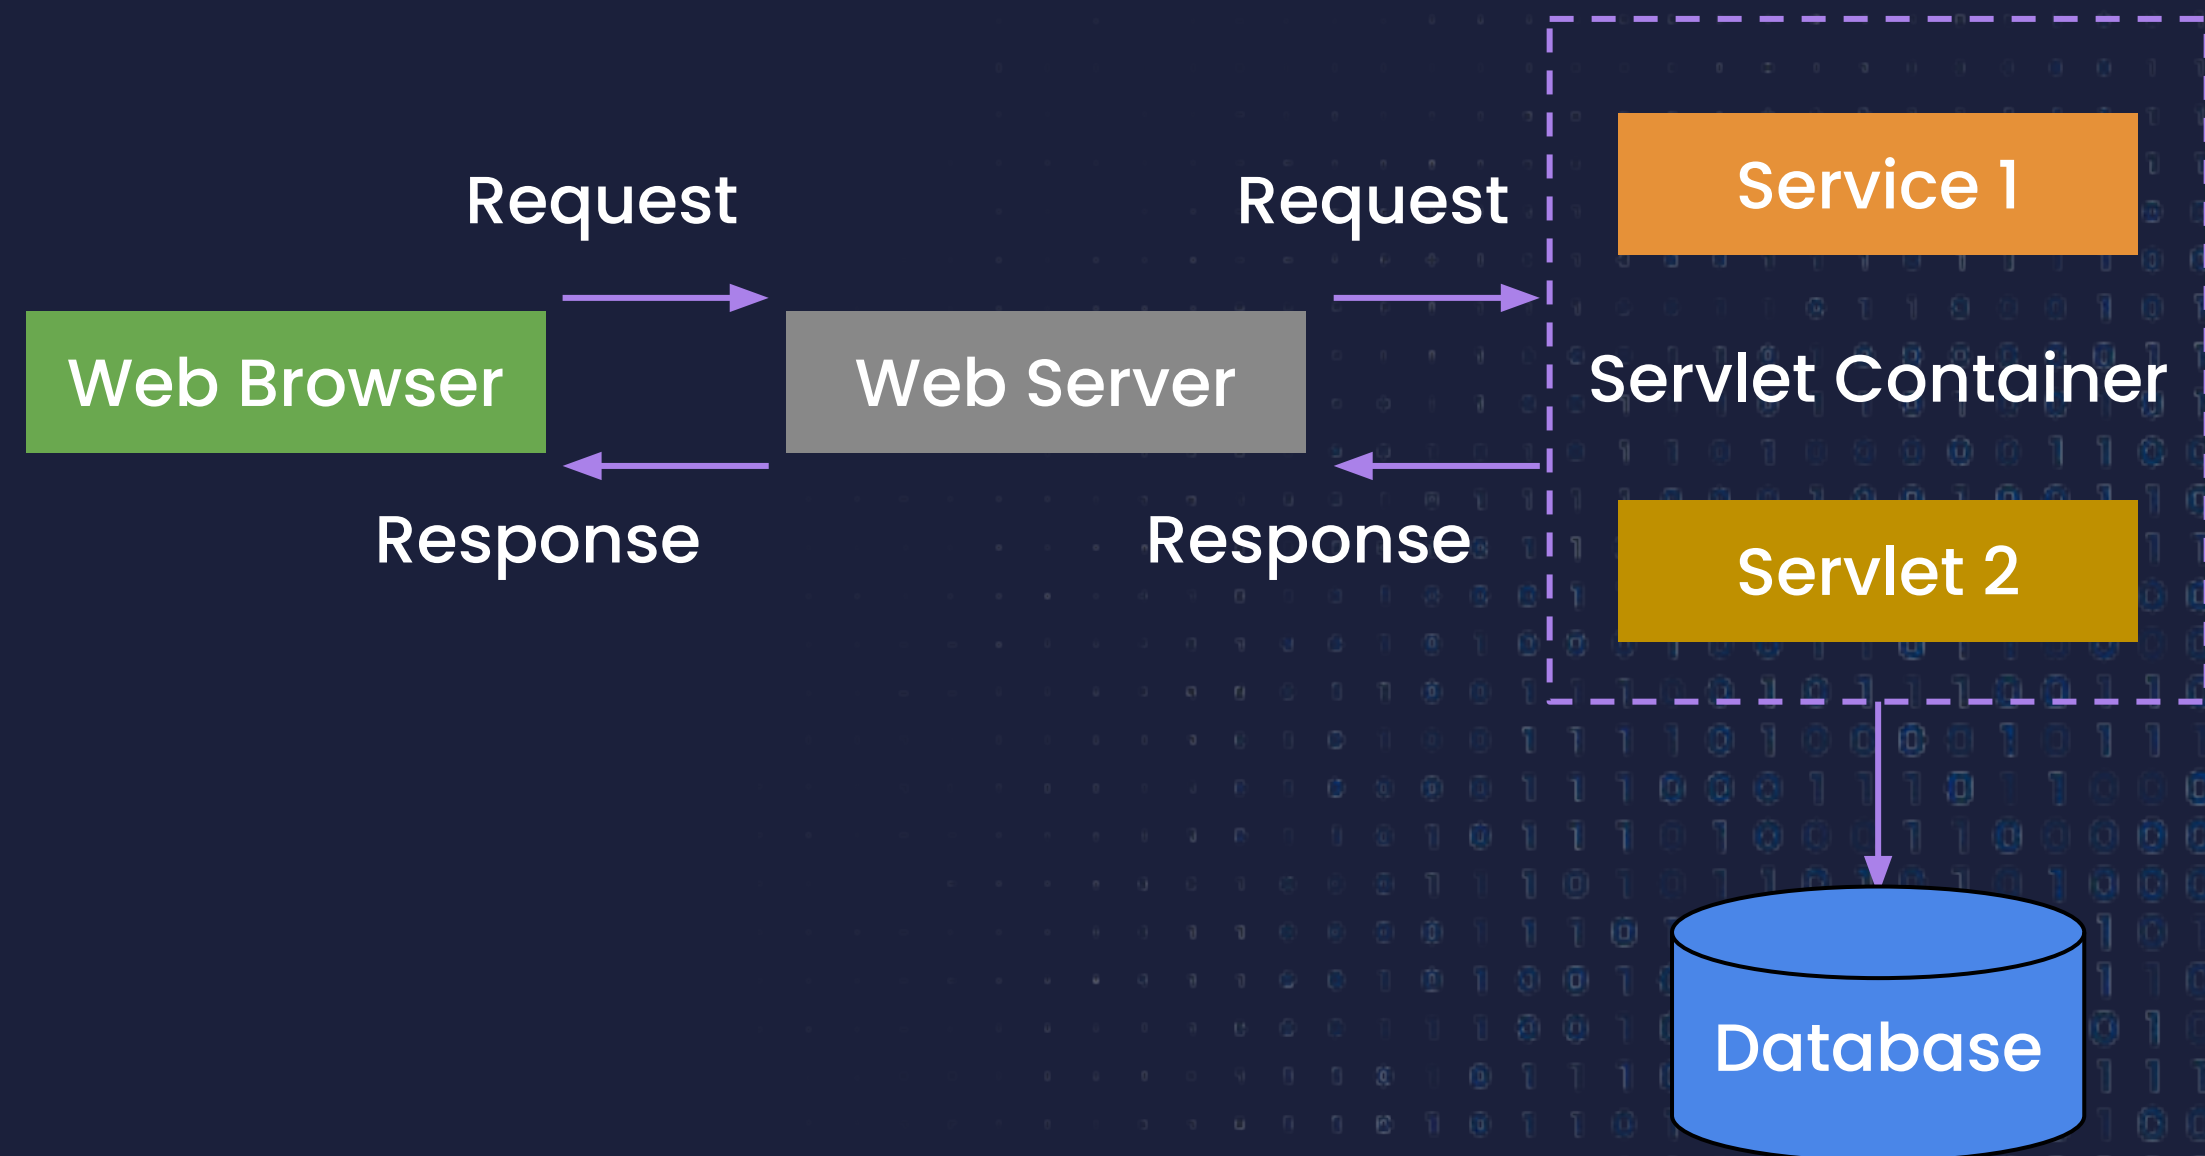 Request
Request
Service 1
Web Browser
Web Server
Servlet Container
Response
Response
Servlet 2
Database